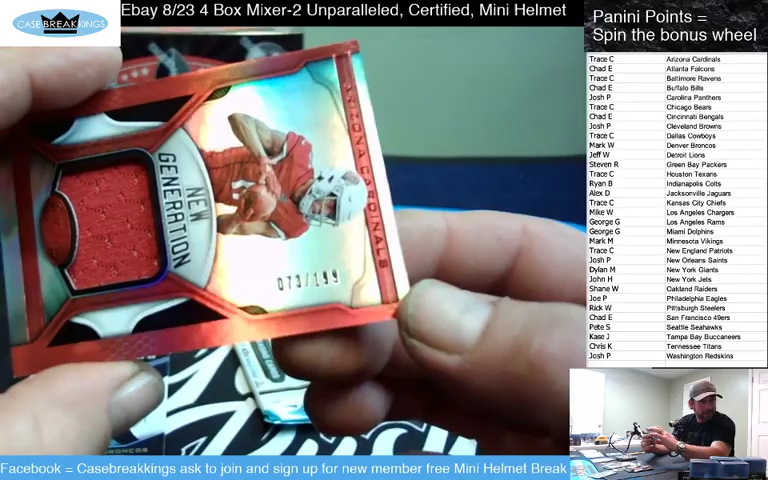 CASE BREAK KINGS
Ebay 8/23 4 Box Mixer-2 Unparalleled, Certified, Mini Helmet
Panini Points =
Spin the bonus wheel
Trace C Arizona Cardinals
Chad E Atlanta Falcons
Trace C Baltimore Ravens
Chad E Buffalo Bills
Josh P Carolina Panthers
Trace C Chicago Bears
Chad E Cincinnati Bengals
Josh P Cleveland Browns
Trace C Dallas Cowboys
Mark W Denver Broncos
Jeff W Detroit Lions
Steven R Green Bay Packers
Trace C Houston Texans
Ryan B Indianapolis Colts
Alex D Jacksonville Jaguars
Trace C Kansas City Chiefs
Mike W Los Angeles Chargers
George G Los Angeles Rams
George G Miami Dolphins
Mark M Minnesota Vikings
Trace C New England Patriots
Josh P New Orleans Saints
Dylan M New York Giants
John H New York Jets
Shane W Oakland Raiders
Joe P Philadelphia Eagles
Rick W Pittsburgh Steelers
Chad E San Francisco 49ers
Pete S Seattle Seahawks
Kase J Tampa Bay Buccaneers
Chris K Tennessee Titans
Josh P Washington Redskins
ARIZONA CARDINALS
NEW
GENERATION
073/199
Facebook = Casebreakkings ask to join and sign up for new member free Mini Helmet Break